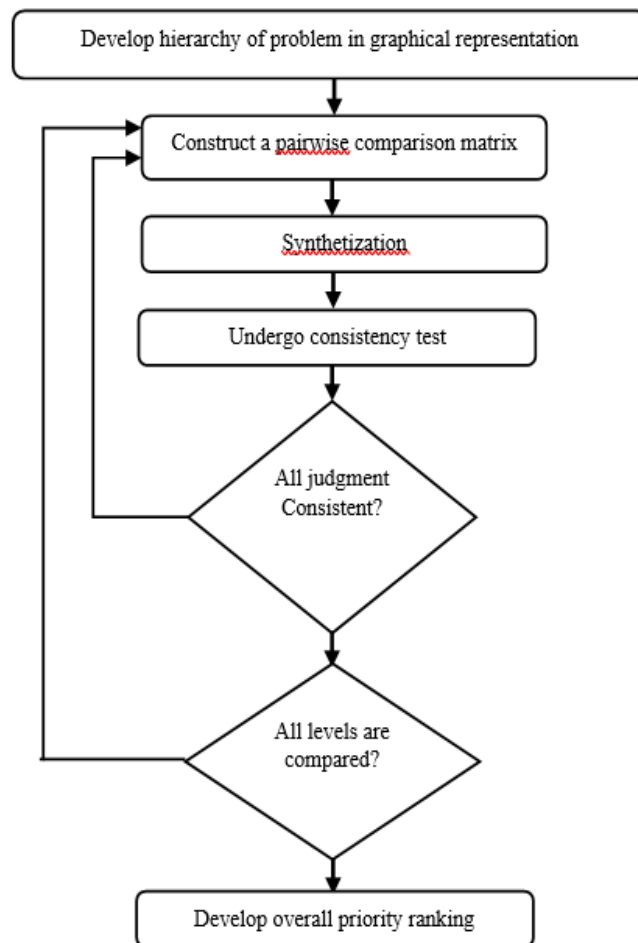 Develop hierarchy of problem in graphical representation
Construct a pairwise comparison matrix
Synthetization
Undergo consistency test
All judgment
Consistent?
All levels are
compared?
Develop overall priority ranking